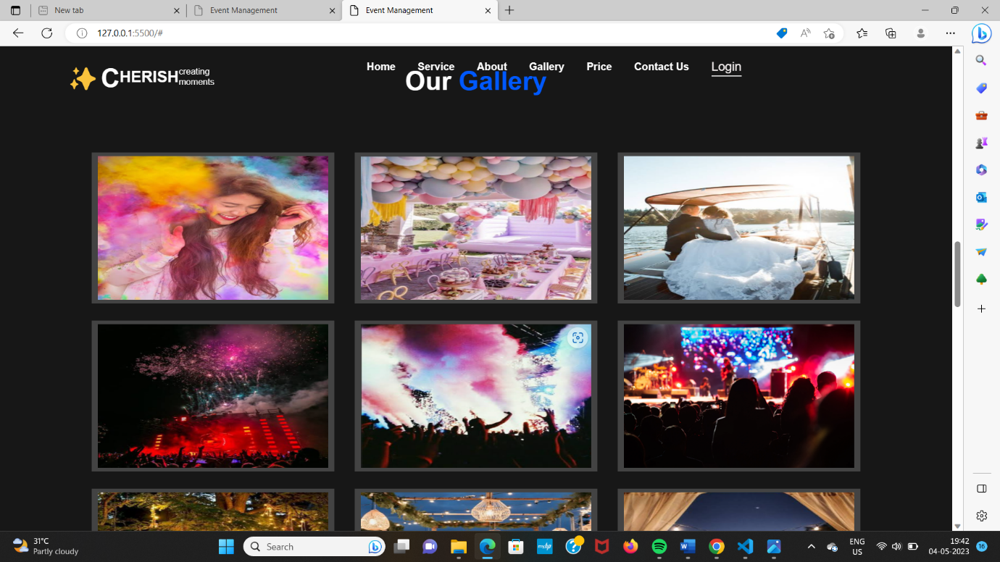 New tab
Event Management
Event Management
127.0.0.1:5500/#
CHERISH creating moments
Home Service About Gallery Price Contact Us Login
Our Gallery
31°C
Partly cloudy
Search
myhp
ENG
US
19:42
04-05-2023
16